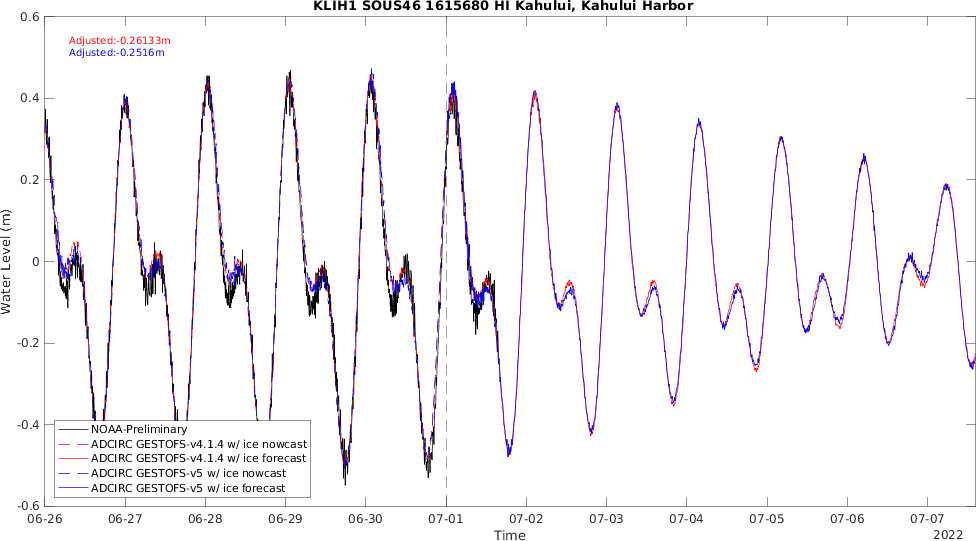 KLIH1 SOUS46 1615680 HI Kahului, Kahului Harbor
0.6
Adjusted:-0.26133m
Adjusted:-0.2516m
0.4
0.2
0
-0.2
-0.4
-0.6
Water Level (m)
NOAA-Preliminary
ADCIRC GESTOFS-v4.1.4 w/ ice nowcast
ADCIRC GESTOFS-v4.1.4 w/ ice forecast
ADCIRC GESTOFS-v5 w/ ice nowcast
ADCIRC GESTOFS-v5 w/ ice forecast
06-26 06-27 06-28 06-29 06-30 07-01 07-02 07-03 07-04 07-05 07-06 07-07
Time
2022